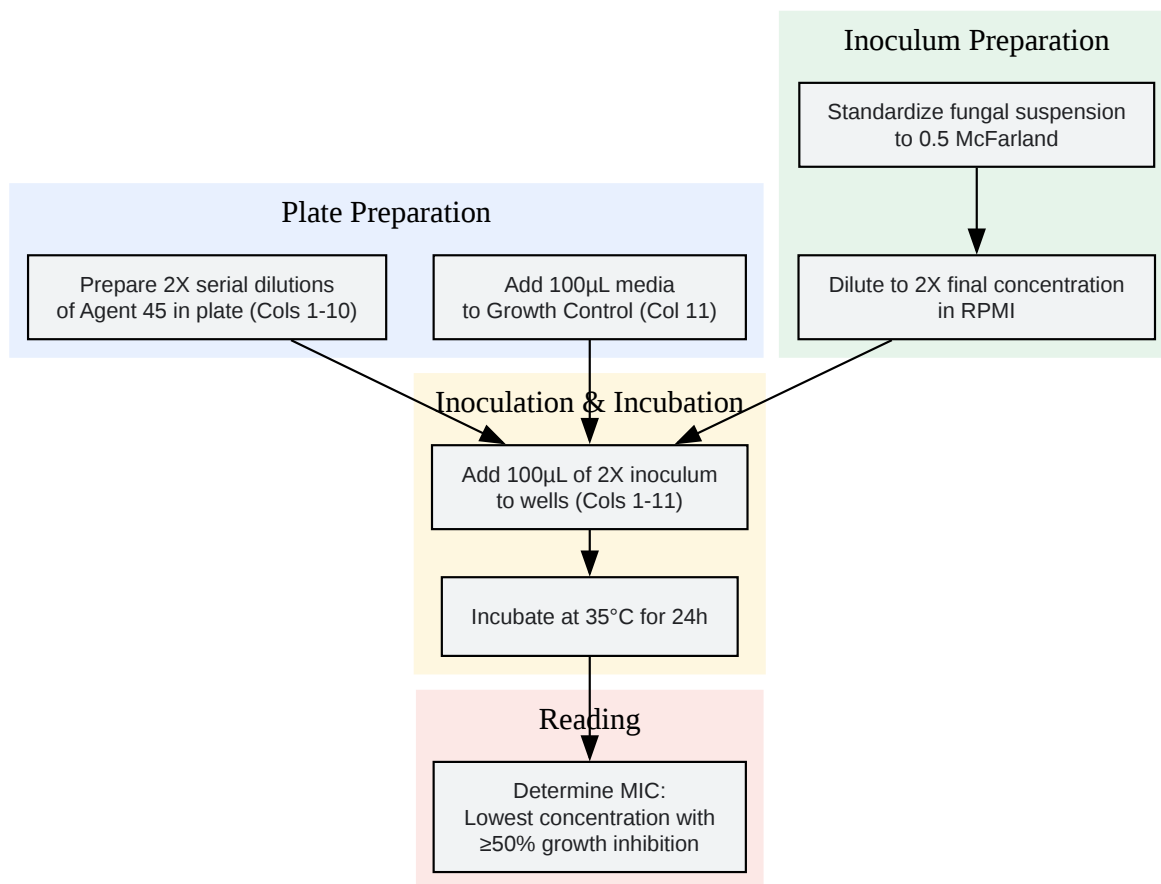 Inoculum Preparation
Standardize fungal suspension
to 0.5 McFarland
Plate Preparation
Prepare 2X serial dilutions
of Agent 45 in plate (Cols 1-10)
Add 100µL media
to Growth Control (Col 11)
Dilute to 2X final concentration
in RPMI
Inoculation & Incubation
Add 100µL of 2X inoculum
to wells (Cols 1-11)
Incubate at 35°C for 24h
Reading
Determine MIC:
Lowest concentration with
≥50% growth inhibition